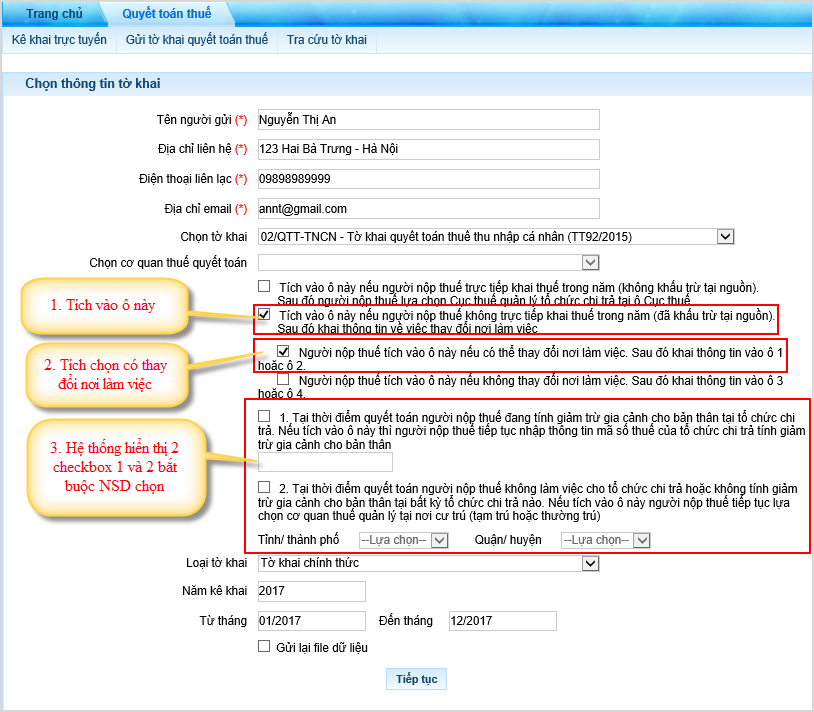 Trang chủ Quyết toán thuế
Kê khai trực tuyến Gửi tờ khai quyết toán thuế Tra cứu tờ khai
Chọn thông tin tờ khai
Tên người gửi (*) Nguyễn Thị An
Địa chỉ liên hệ (*) 123 Hai Bà Trưng - Hà Nội
Điện thoại liên lạc (*) 09898989999
Địa chỉ email (*) annt@gmail.com
Chọn tờ khai 02/QTT-TNCN - Tờ khai quyết toán thuế thu nhập cá nhân (TT92/2015)
Chọn cơ quan thuế quyết toán
Tích vào ô này nếu người nộp thuế trực tiếp khai thuế trong năm (không khấu trừ tại nguồn).
Sau đó người nộp thuế lựa chọn Cục thuế quản lý tổ chức chi trả tại ô Cục thuế
1. Tích vào ô này
Tích vào ô này nếu người nộp thuế không trực tiếp khai thuế trong năm (đã khấu trừ tại nguồn).
Sau đó khai thông tin về việc thay đổi nơi làm việc
2. Tích chọn có thay
đổi nơi làm việc
Người nộp thuế tích vào ô này nếu có thể thay đổi nơi làm việc. Sau đó khai thông tin vào ô 1
hoặc ô 2.
Người nộp thuế tích vào ô này nếu không thay đổi nơi làm việc. Sau đó khai thông tin vào ô 3
hoặc ô 4.
3. Hệ thống hiển thị 2
checkbox 1 và 2 bắt
buộc NSD chọn
1. Tại thời điểm quyết toán người nộp thuế đang tính giảm trừ gia cảnh cho bản thân tại tổ chức chi
trả. Nếu tích vào ô này thì người nộp thuế tiếp tục nhập thông tin mã số thuế của tổ chức chi trả tính giảm
trừ gia cảnh cho bản thân
2. Tại thời điểm quyết toán người nộp thuế không làm việc cho tổ chức chi trả hoặc không tính giảm
trừ gia cảnh cho bản thân tại bất kỳ tổ chức chi trả nào. Nếu tích vào ô này người nộp thuế tiếp tục lựa
chọn cơ quan thuế quản lý tại nơi cư trú (tạm trú hoặc thường trú)
Tỉnh/ thành phố --Lựa chọn-- Quận/ huyện --Lựa chọn--
Loại tờ khai Tờ khai chính thức
Năm kê khai 2017
Từ tháng 01/2017 Đến tháng 12/2017
Gửi lại file dữ liệu
Tiếp tục